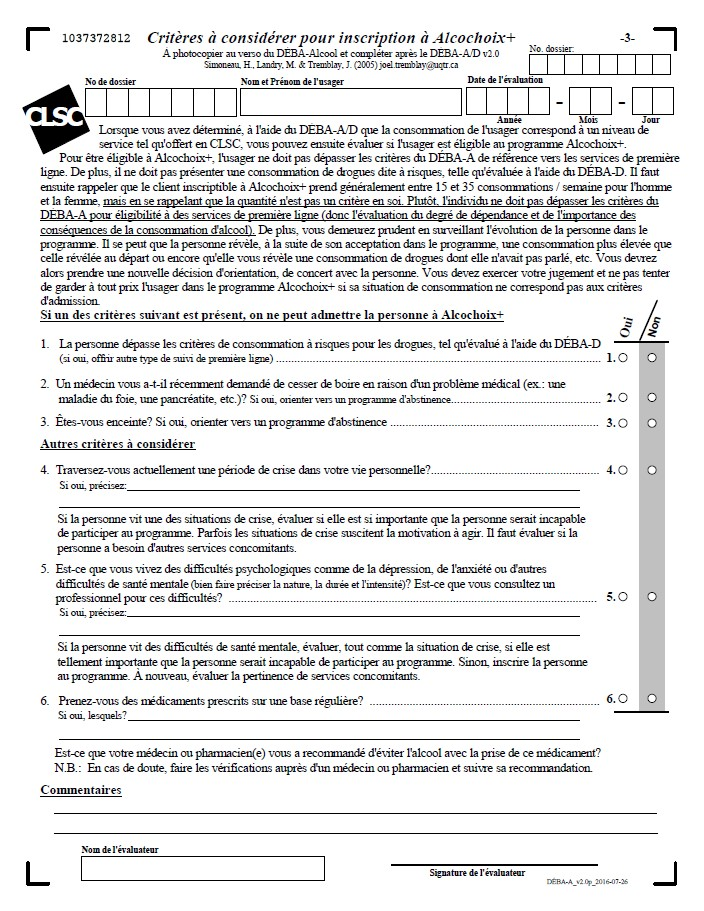 1037372812 Critères à considérer pour inscription à Alcochoix+ -3-
À photocopier au verso du DÉBA-Alcool et compléter après le DÉBA-A/D v2.0
Simoneau, H., Landry, M. & Tremblay, J. (2005) joel.tremblay@uqtr.ca
No. dossier:
No de dossier
Nom et Prénom de l'usager
Date de l'évaluation
Année Mois Jour
CLSC
Lorsque vous avez déterminé, à l'aide du DÉBA-A/D que la consommation de l'usager correspond à un niveau de
service tel qu'offert en CLSC, vous pouvez ensuite évaluer si l'usager est éligible au programme Alcochoix+.
Pour être éligible à Alcochoix+, l'usager ne doit pas dépasser les critères du DÉBA-A de référence vers les services de première
ligne. De plus, il ne doit pas présenter une consommation de drogues dite à risques, telle qu'évaluée à l'aide du DÉBA-D. Il faut
ensuite rappeler que le client inscriptible à Alcochoix+ prend généralement entre 15 et 35 consommations / semaine pour l'homme
et la femme, mais en se rappelant que la quantité n'est pas un critère en soi. Plutôt, l'individu ne doit dépasser les critères du
DÉBA-A pour éligibilité à des services de première ligne (donc l'évaluation du degré de dépendance et de l'importance des
conséquences de la consommation d'alcool). De plus, vous demeurez prudent en surveillant l'évolution de la personne dans le
programme. Il se peut que la personne révèle, à la suite de son acceptation dans le programme, une consommation plus élevée que
celle révélée au départ ou encore qu'elle vous révèle une consommation de drogues dont elle n'avait pas parlé, etc. Vous devrez
alors prendre une nouvelle décision d'orientation, de concert avec la personne. Vous devez exercer votre jugement et ne pas tenter
de garder à tout prix l'usager dans le programme Alcochoix+ si sa situation de consommation ne correspond pas aux critères
d'admission.
Si un des critères suivant est présent, on ne peut admettre la personne à Alcochoix+
Oui Non
1. La personne dépasse les critères de consommation à risques pour les drogues, tel qu'évalué à l'aide du DÉBA-D
(si oui, offrir autre type de suivi de première ligne) ........ 1.
2. Un médecin vous a-t-il récemment demandé de cesser de boire en raison d'un problème médical (ex.: une
maladie du foie, une pancréatite, etc.)? Si oui, orienter vers un programme d'abstinence........ 2.
3. Êtes-vous enceinte? Si oui, orienter vers un programme d'abstinence ........ 3.
Autres critères à considérer
4. Traversez-vous actuellement une période de crise dans votre vie personnelle?........ 4.
Si oui, précisez:
Si la personne vit une des situations de crise, évaluer si elle est si importante que la personne serait incapable
de participer au programme. Parfois les situations de crise suscitent la motivation à agir. Il faut évaluer si la
personne a besoin d'autres services concomitants.
5. Est-ce que vous vivez des difficultés psychologiques comme de la dépression, de l'anxiété ou d'autres
difficultés de santé mentale (bien faire préciser la nature, la durée et l'intensité)? Est-ce que vous consultez un
professionnel pour ces difficultés? ........ 5.
Si oui, précisez:
Si la personne vit des difficultés de santé mentale, évaluer, tout comme la situation de crise, si elle est
tellement importante que la personne serait incapable de participer au programme. Sinon, inscrire la personne
au programme. À nouveau, évaluer la pertinence de services concomitants.
6. Prenez-vous des médicaments prescrits sur une base régulière? ........ 6.
Si oui, lesquels?
Est-ce que votre médecin ou pharmacien(e) vous a recommandé d'éviter l'alcool avec la prise de ce médicament?
N.B.: En cas de doute, faire les vérifications auprès d'un médecin ou pharmacien et suivre sa recommandation.
Commentaires
Nom de l'évaluateur
Signature de l'évaluateur
DÉBA-A_v2.0p_2016-07-26